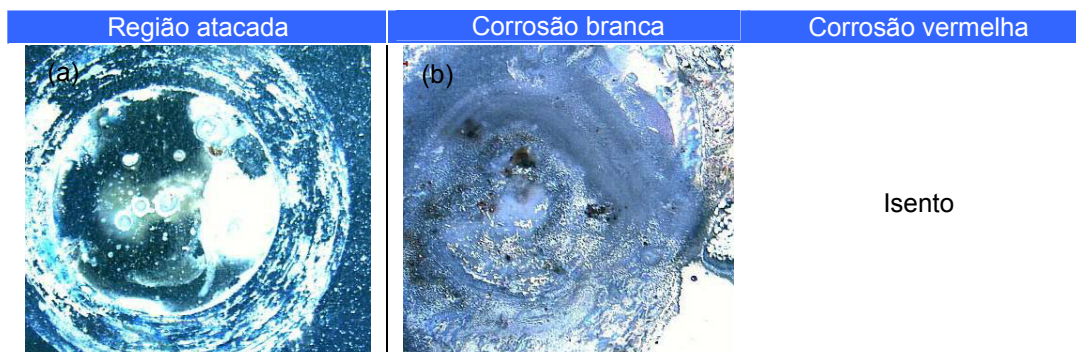 Região atacada
Corrosão branca
Corrosão vermelha
(a)
(b)
Isento